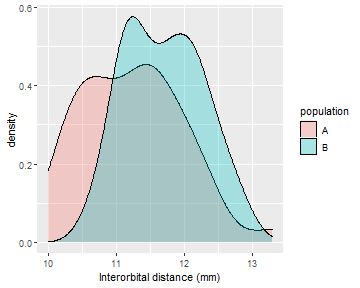 0.6
0.4
0.2
0.0
density
10 11 12 13
Interorbital distance (mm)
population
A
B